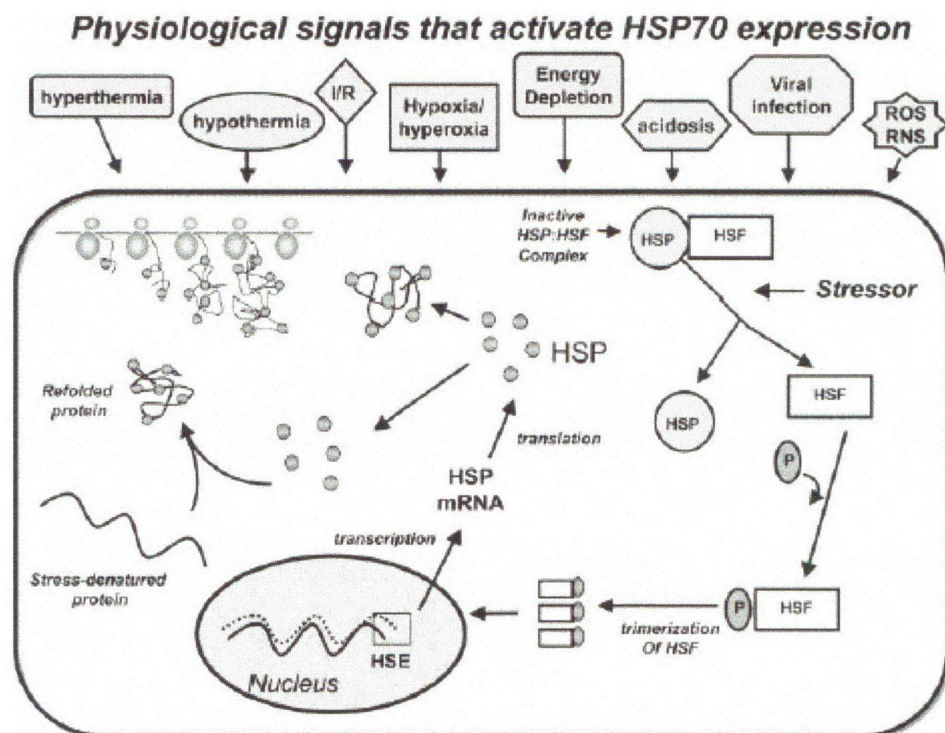 Physiological signals that activate HSP70 expression
hyperthermia
hypothermia
I/R
Hypoxia/
hyperoxia
Energy
Depletion
acidosis
Viral
infection
ROS
RNS
Inactive
HSP:HSF
Complex
HSP
HSF
Stressor
HSP
HSF
P
HSP
Refolded
protein
translation
HSP
mRNA
transcription
Stress-denatured
protein
HSE
Nucleus
trimerization
Of HSF
P
HSF